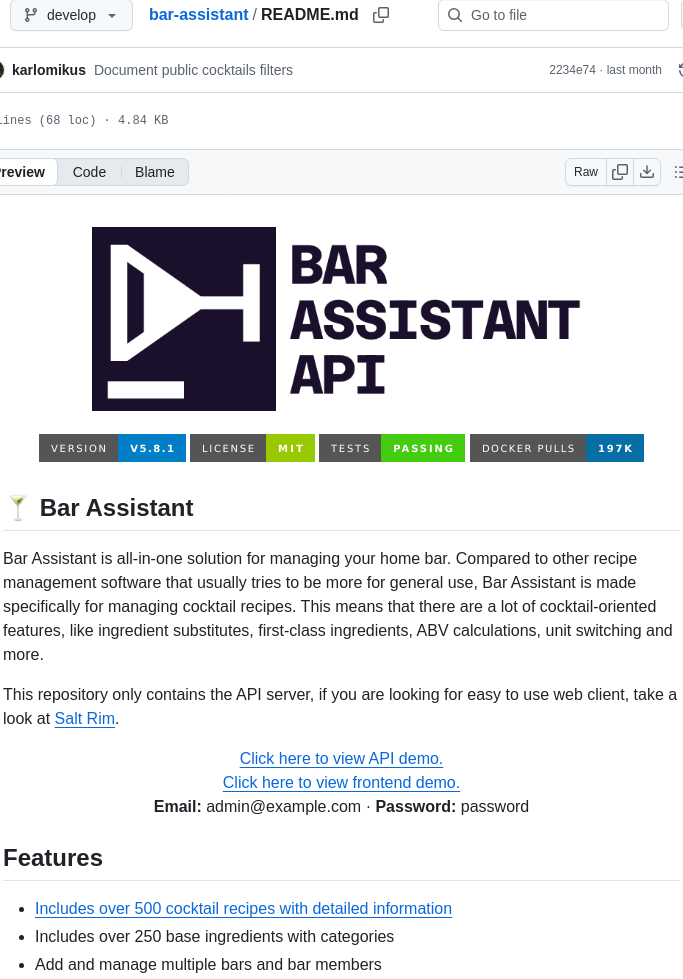 develop
bar-assistant / README.md
Go to file
karlomikus Document public cocktails filters
2234e74 · last month
lines (68 loc) · 4.84 KB
Preview
Code
Blame
Raw
BAR
ASSISTANT
API
VERSION V5.8.1
LICENSE MIT
TESTS PASSING
DOCKER PULLS 197K
Bar Assistant
Bar Assistant is all-in-one solution for managing your home bar. Compared to other recipe
management software that usually tries to be more for general use, Bar Assistant is made
specifically for managing cocktail recipes. This means that there are a lot of cocktail-oriented
features, like ingredient substitutes, first-class ingredients, ABV calculations, unit switching and
more.
This repository only contains the API server, if you are looking for easy to use web client, take a
look at Salt Rim.
Click here to view API demo.
Click here to view frontend demo.
Email: admin@example.com · Password: password
Features
Includes over 500 cocktail recipes with detailed information
Includes over 250 base ingredients with categories
Add and manage multiple bars and bar members